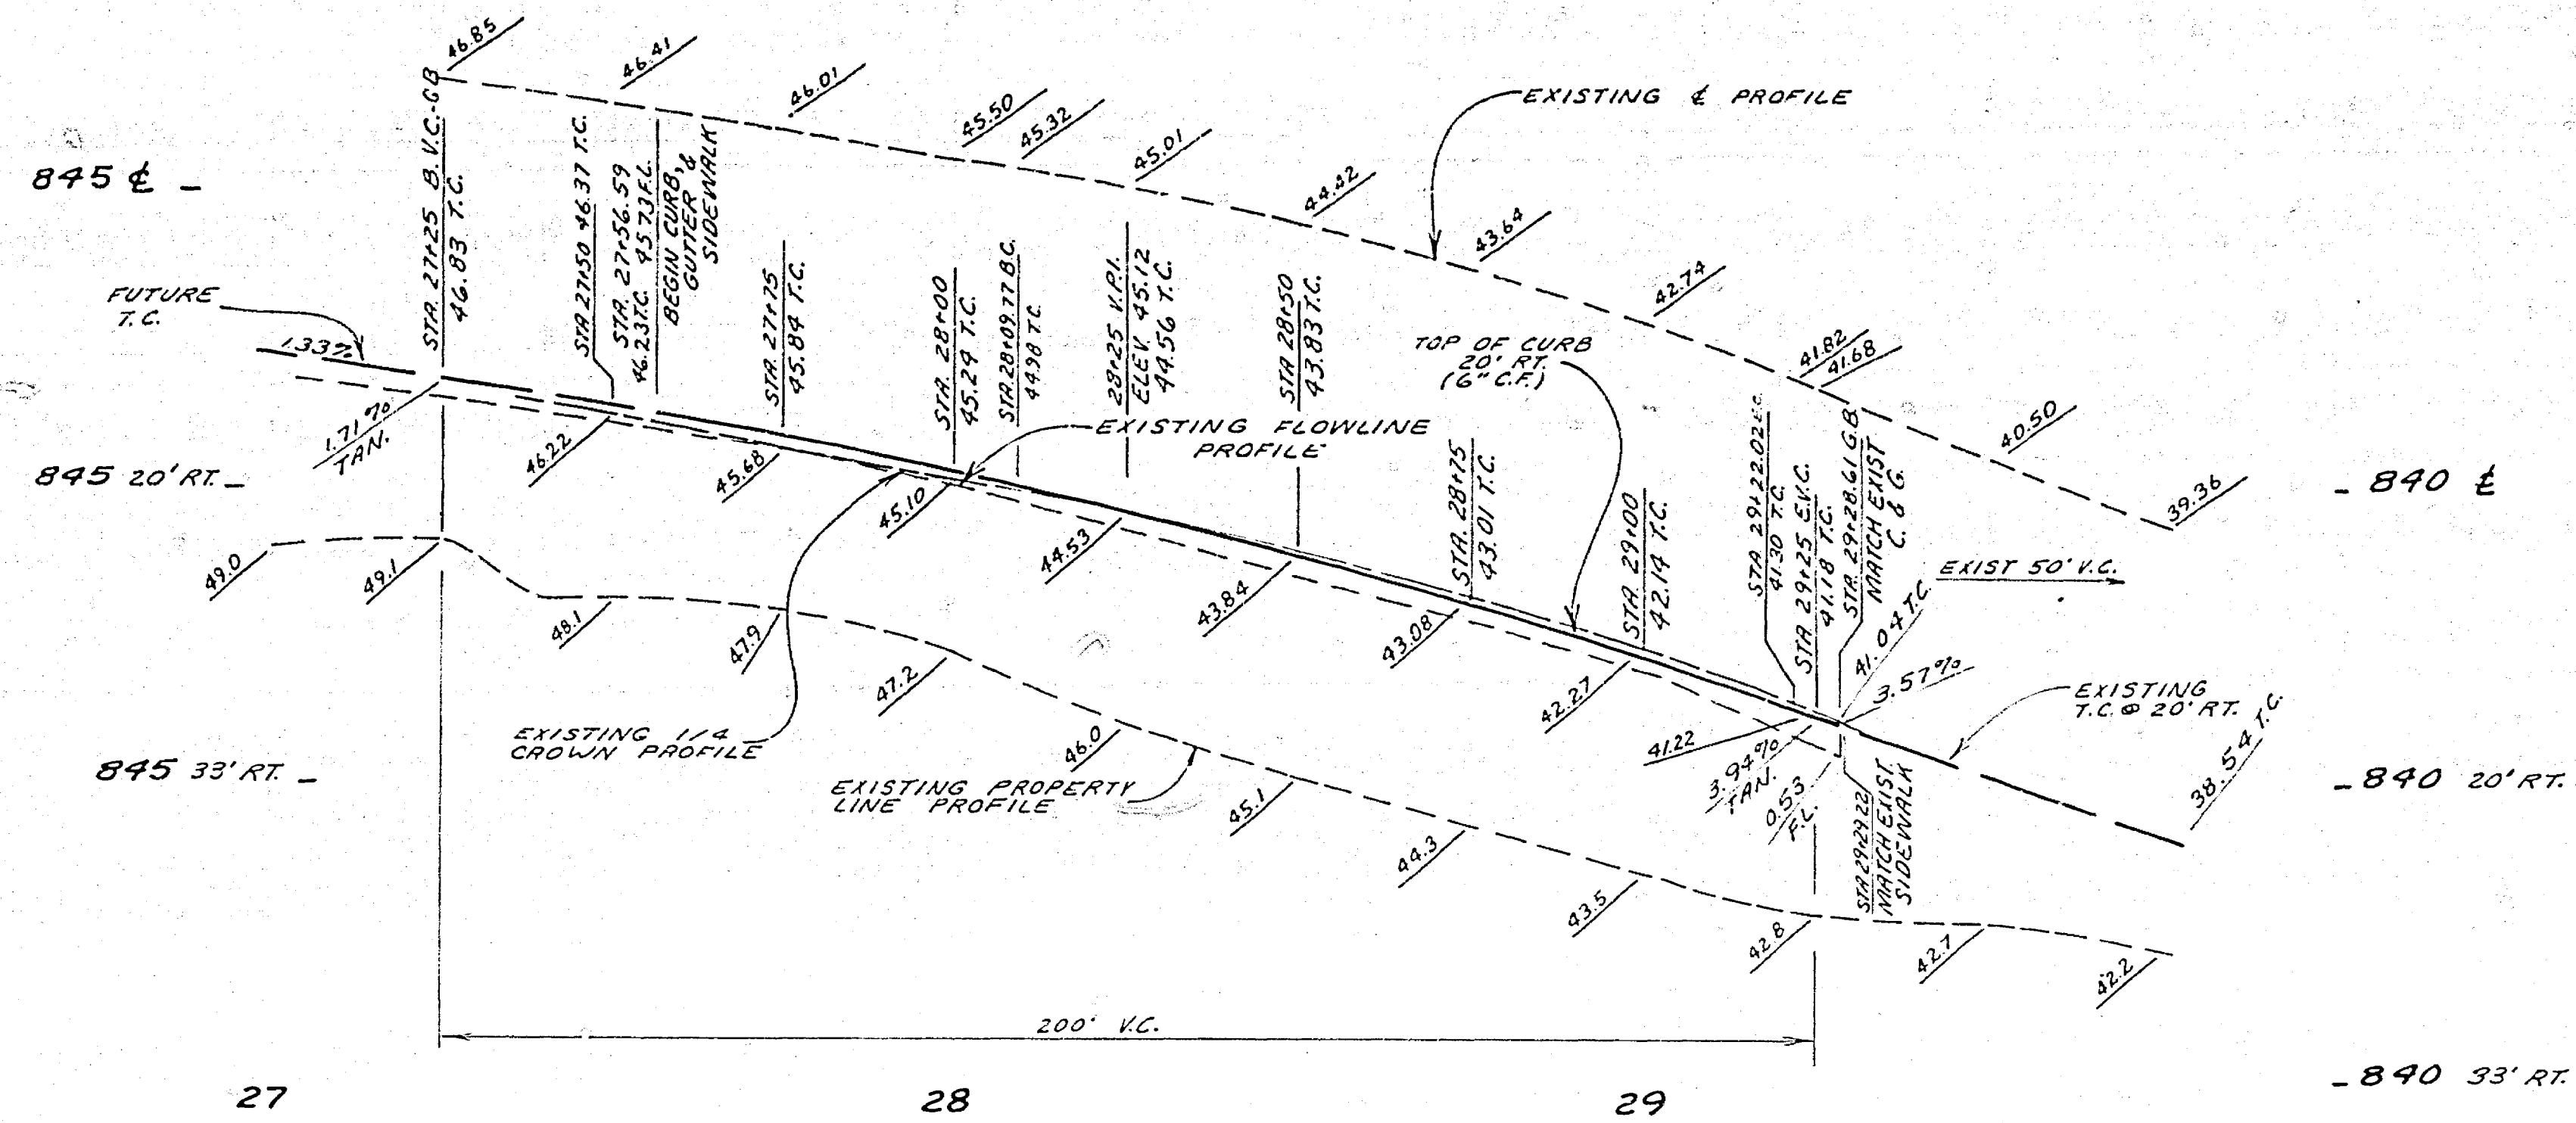 46.85
46.41
46.01
45.50
45.32
45.01
44.42
43.64
42.74
41.82
41.68
40.50
39.36
EXISTING ℄ PROFILE
845 ℄ -
STA. 27+25 B.V.C.-GB
46.83 T.C.
STA 27+50 46.37 T.C.
STA. 27+56.59
46.23 T.C. 45.73 F.L.
BEGIN CURB,
GUTTER &
SIDEWALK
STA. 27+75
45.84 T.C.
STA. 28+00
45.29 T.C.
STA. 28+09.77 B.C.
44.98 T.C.
28+25 V.P.I.
ELEV. 45.12
44.56 T.C.
STA 28+50
43.83 T.C.
STA. 28+75
43.01 T.C.
STA. 29+00
42.14 T.C.
STA 29+22.02 E.C.
41.30 T.C.
STA 29+25 E.V.C.
41.18 T.C.
STA. 29+28.61 G.B.
MATCH EXIST
C. & G.
41.04 T.C.
FUTURE
T.C.
1.33%
1.71%
TAN.
TOP OF CURB
20' RT.
(6" C.F.)
EXISTING FLOWLINE
PROFILE
845 20' RT. -
- 840 ℄
46.22
45.68
45.10
44.53
43.84
43.08
42.27
41.22
3.94%
TAN.
0.53
F.L.
3.57%
EXIST 50' V.C.
EXISTING
T.C. @ 20' RT.
38.54 T.C.
STA 29+29.22
MATCH EXIST
SIDEWALK
49.0
49.1
48.1
47.9
47.2
46.0
45.1
44.3
43.5
42.8
42.7
42.2
EXISTING 1/4
CROWN PROFILE
EXISTING PROPERTY
LINE PROFILE
845 33' RT. -
- 840 20' RT.
200' V.C.
27
28
29
- 840 33' RT.